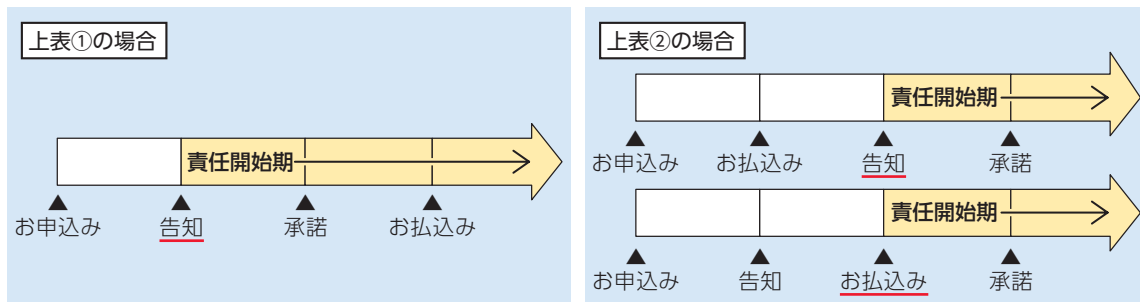 上表①の場合
責任開始期
お申込み 告知 承諾 お払込み
上表②の場合
責任開始期
お申込み お払込み 告知 承諾
責任開始期
お申込み 告知 お払込み 承諾